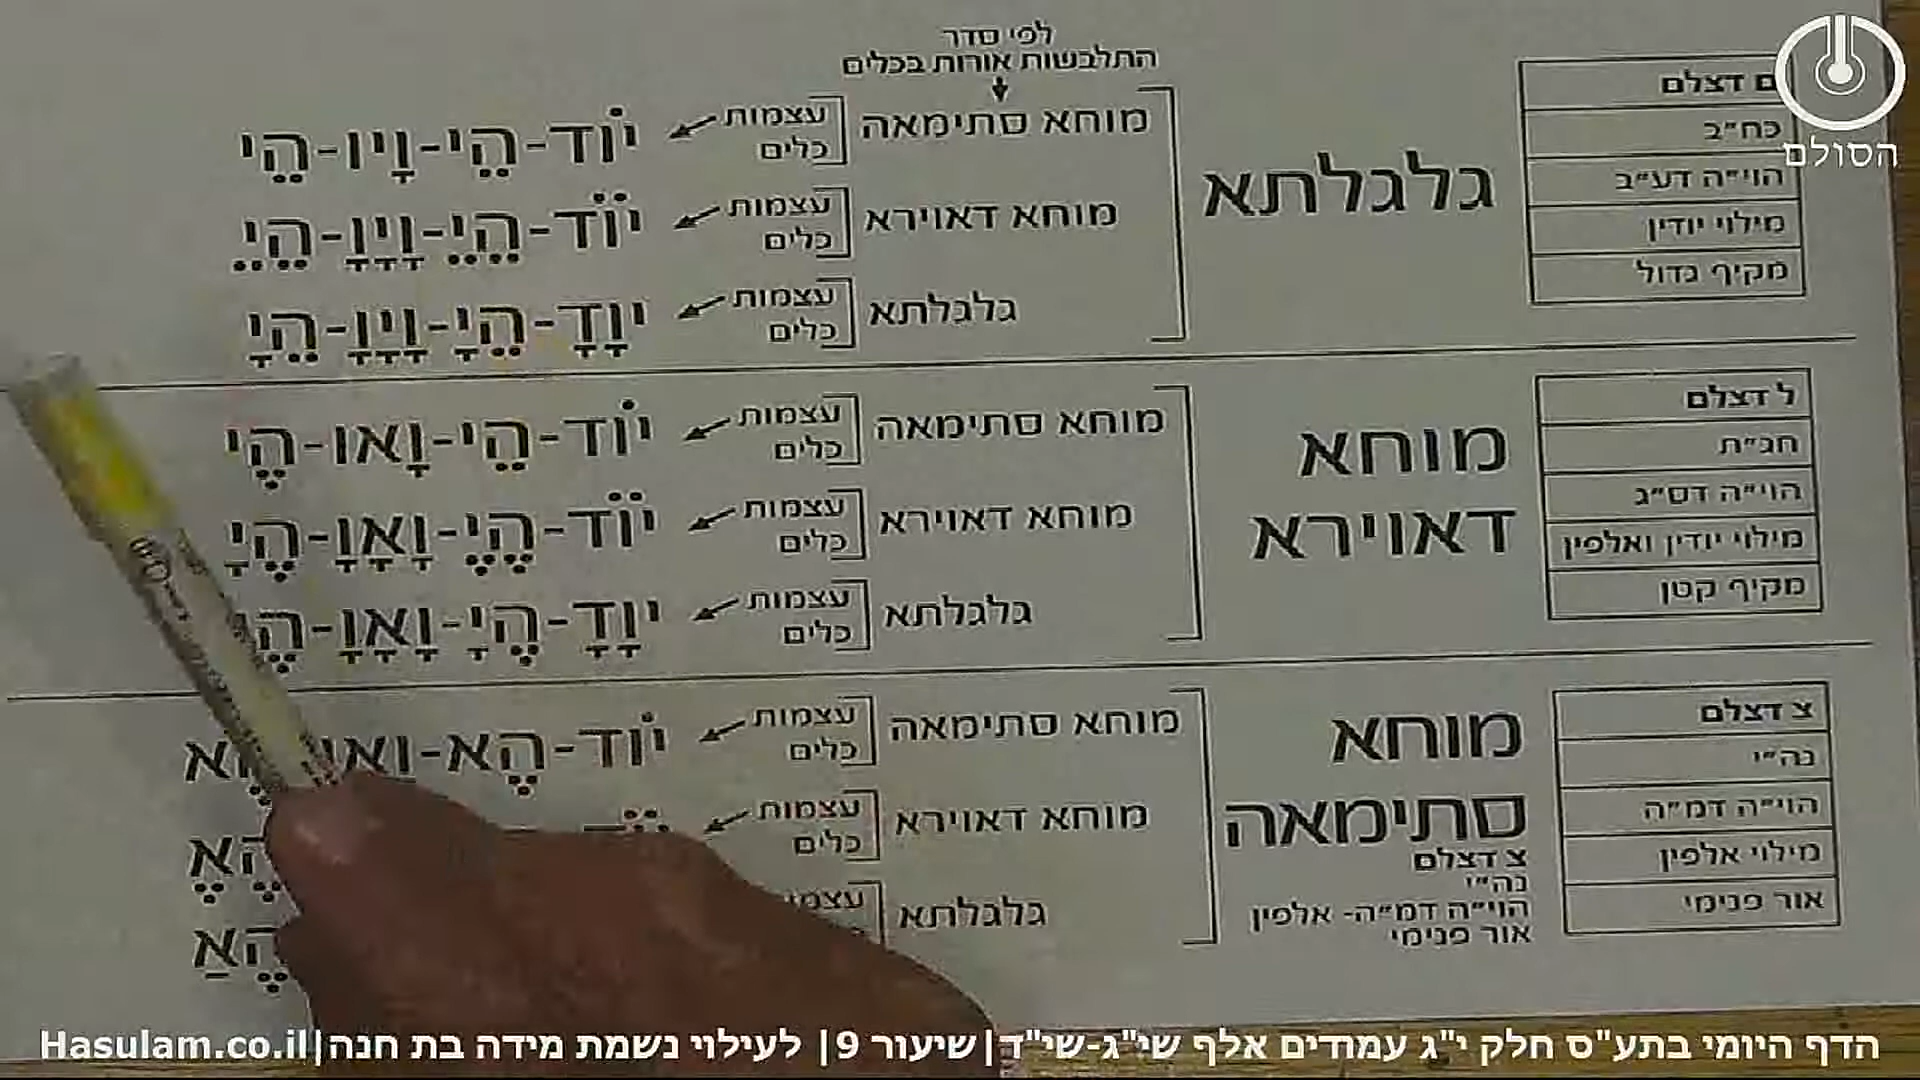 לפי סדר
התלבשות אורות בכלים
ם דצלם
כח"ב
הוי"ה דע"ב
מילוי יודין
מקיף גדול
גלגלתא
מוחא סתימאה
עצמות
כלים
יוֹד-הֵי-וָיו-הֵי
מוחא דאוירא
עצמות
כלים
גלגלתא
עצמות
כלים
ל דצלם
חג"ת
הוי"ה דס"ג
מילוי יודין ואלפין
מקיף קטן
מוחא
דאוירא
מוחא סתימאה
עצמות
כלים
יוֹד-הֵי-וָאו-הֶי
מוחא דאוירא
עצמות
כלים
גלגלתא
עצמות
כלים
צ דצלם
נה"י
הוי"ה דמ"ה
מילוי אלפין
אור פנימי
מוחא
סתימאה
צ דצלם
נה"י
הוי"ה דמ"ה- אלפין
אור פנימי
מוחא סתימאה
עצמות
כלים
יוֹד-הֶא
מוחא דאוירא
עצמות
כלים
גלגלתא
הסולם
הדף היומי בתע"ס חלק י"ג עמודים אלף שי"ג-שי"ד|שיעור 9| לעילוי נשמת מידה בת חנה|Hasulam.co.il